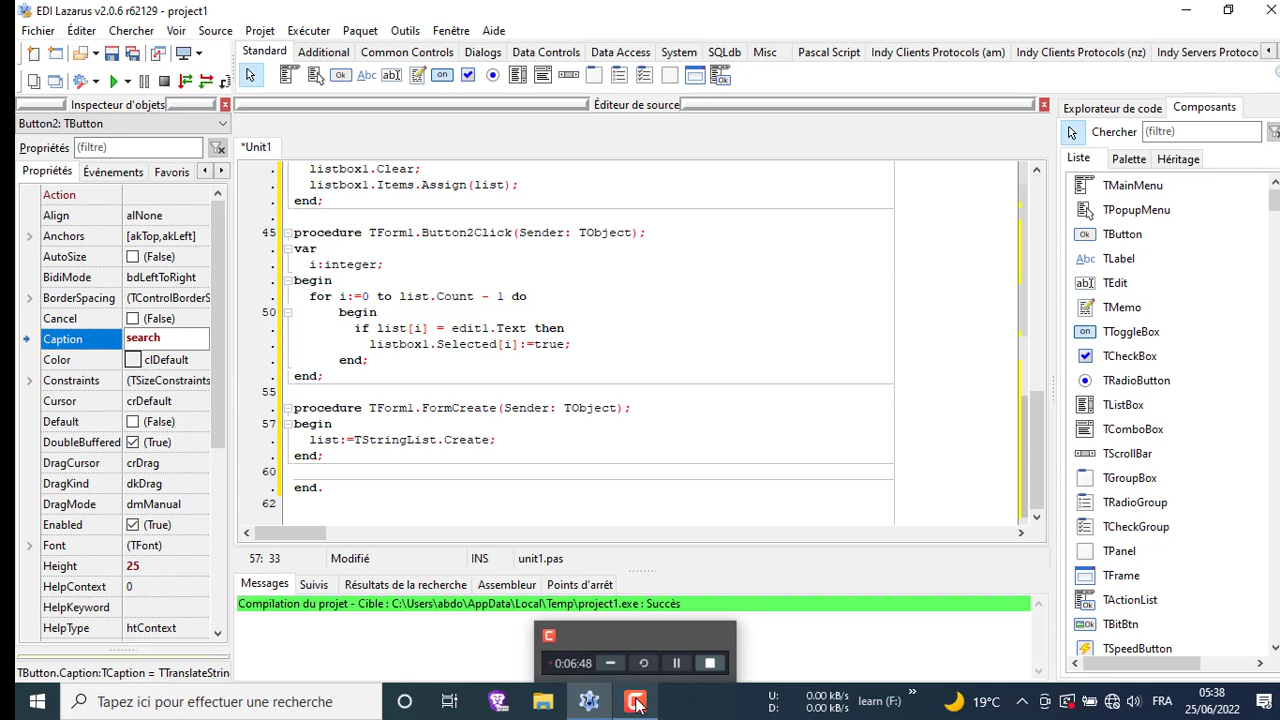 EDI Lazarus v2.0.6 r62129 - project1
Fichier Éditer Chercher Voir Source Projet Exécuter Paquet Outils Fenêtre Aide
Standard Additional Common Controls Dialogs Data Controls Data Access System SQLdb Misc Pascal Script Indy Clients Protocols (am) Indy Clients Protocols (nz) Indy Servers Protoco
Ok Abc ab| on Ok
Inspecteur d'objets
Éditeur de source
Explorateur de code Composants
Button2: TButton
Propriétés (filtre)
*Unit1
Chercher (filtre)
Propriétés Événements Favoris
Liste Palette Héritage
Action
Align alNone
Anchors [akTop,akLeft]
AutoSize (False)
BidiMode bdLeftToRight
BorderSpacing (TControlBorderS
Cancel (False)
Caption search
Color clDefault
Constraints (TSizeConstraints
Cursor crDefault
Default (False)
DoubleBuffered (True)
DragCursor crDrag
DragKind dkDrag
DragMode dmManual
Enabled (True)
Font (TFont)
Height 25
HelpContext 0
HelpKeyword
HelpType htContext
TButton.Caption:TCaption = TTranslateStrin
. listbox1.Clear;
. listbox1.Items.Assign(list);
. end;
.
45 procedure TForm1.Button2Click(Sender: TObject);
. var
. i:integer;
. begin
. for i:=0 to list.Count - 1 do
50 begin
. if list[i] = edit1.Text then
. listbox1.Selected[i]:=true;
. end;
. end;
55
. procedure TForm1.FormCreate(Sender: TObject);
57 begin
. list:=TStringList.Create;
. end;
60
. end.
62
57: 33 Modifié INS unit1.pas
Messages Suivis Résultats de la recherche Assembleur Points d'arrêt
Compilation du projet - Cible : C:\Users\abdo\AppData\Local\Temp\project1.exe : Succès
TMainMenu
TPopupMenu
Ok TButton
Abc TLabel
ab| TEdit
TMemo
on TToggleBox
TCheckBox
TRadioButton
TListBox
TComboBox
TScrollBar
TGroupBox
TRadioGroup
TCheckGroup
TPanel
TFrame
TActionList
TBitBtn
TSpeedButton
C
0:06:48
Tapez ici pour effectuer une recherche
U: 0.00 kB/s
D: 0.00 kB/s
learn (F:)
19°C
FRA
05:38
25/06/2022